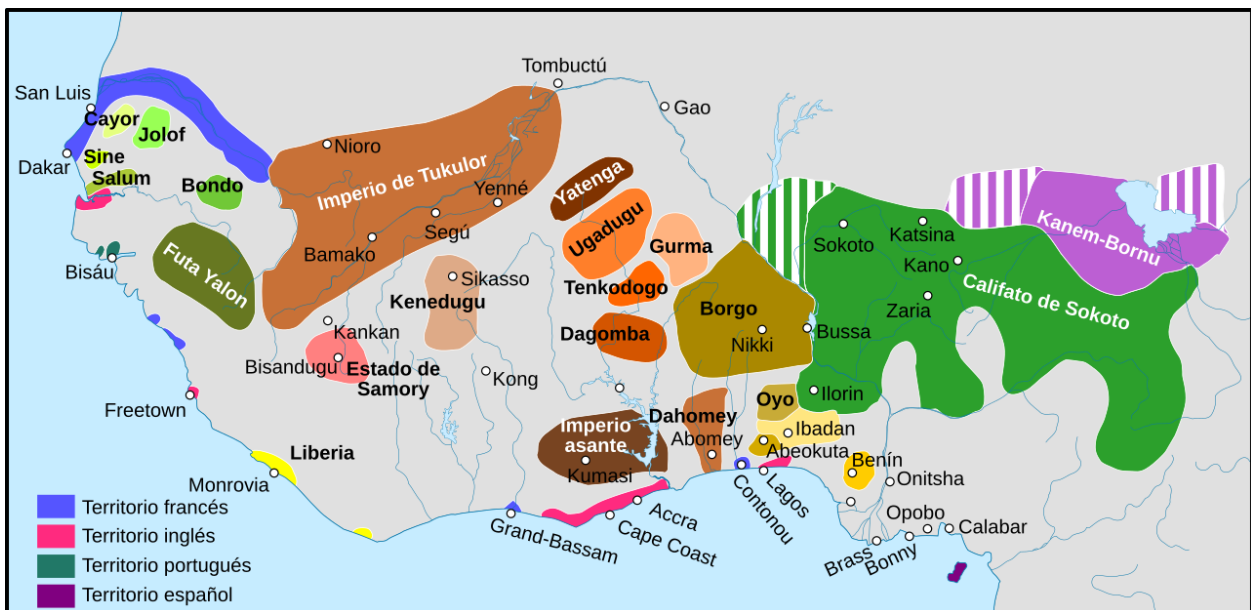 Tombuctú
San Luis
Gao
Cayor
Jolof
Nioro
Dakar
Sine
Salum
Bondo
Imperio de Tukulor
Yenné
Yatenga
Segú
Ugadugu
Gurma
Sokoto
Katsina
Kanem-Bornu
Bamako
Kano
Bisáu
Futa Yalon
Sikasso
Kenedugu
Tenkodogo
Borgo
Zaria
Califato de Sokoto
Kankan
Dagomba
Nikki
Bussa
Bisandugu
Estado de
Samory
Kong
Ilorin
Freetown
Oyo
Dahomey
Imperio
asante
Ibadan
Abomey
Abeokuta
Liberia
Kumasi
Benín
Monrovia
Onitsha
Lagos
Contonou
Accra
Cape Coast
Grand-Bassam
Opobo
Calabar
Brass
Bonny
Territorio francés
Territorio inglés
Territorio portugués
Territorio español